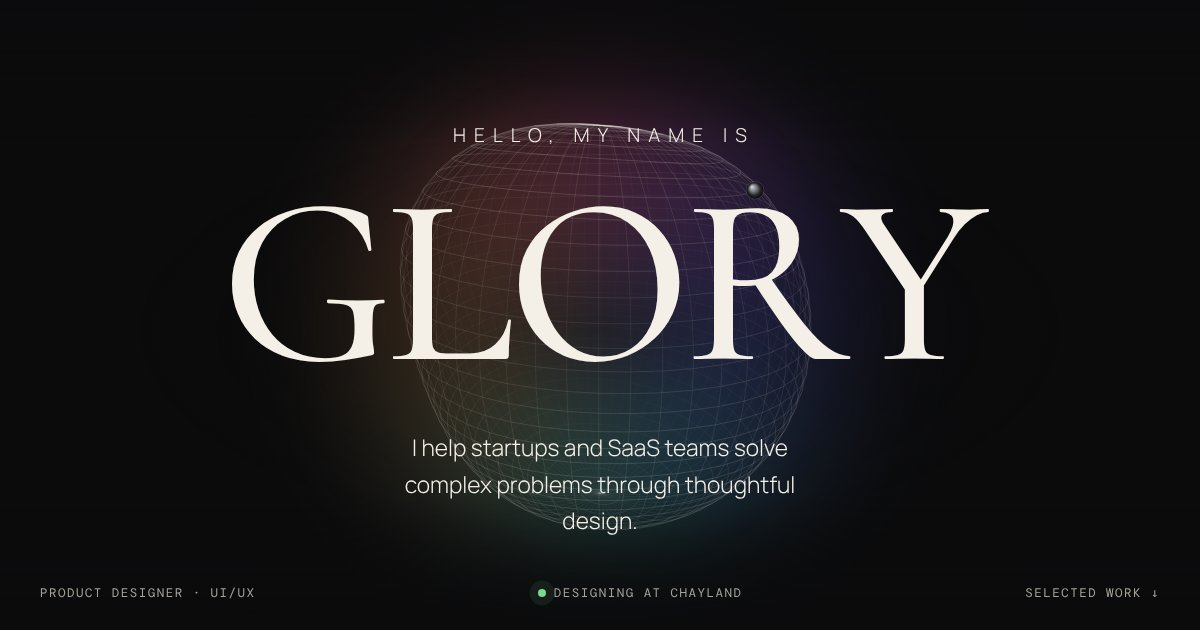 HELLO, MY NAME IS
GLORY
I help startups and SaaS teams solve
complex problems through thoughtful
design.
PRODUCT DESIGNER · UI/UX
DESIGNING AT CHAYLAND
SELECTED WORK ↓